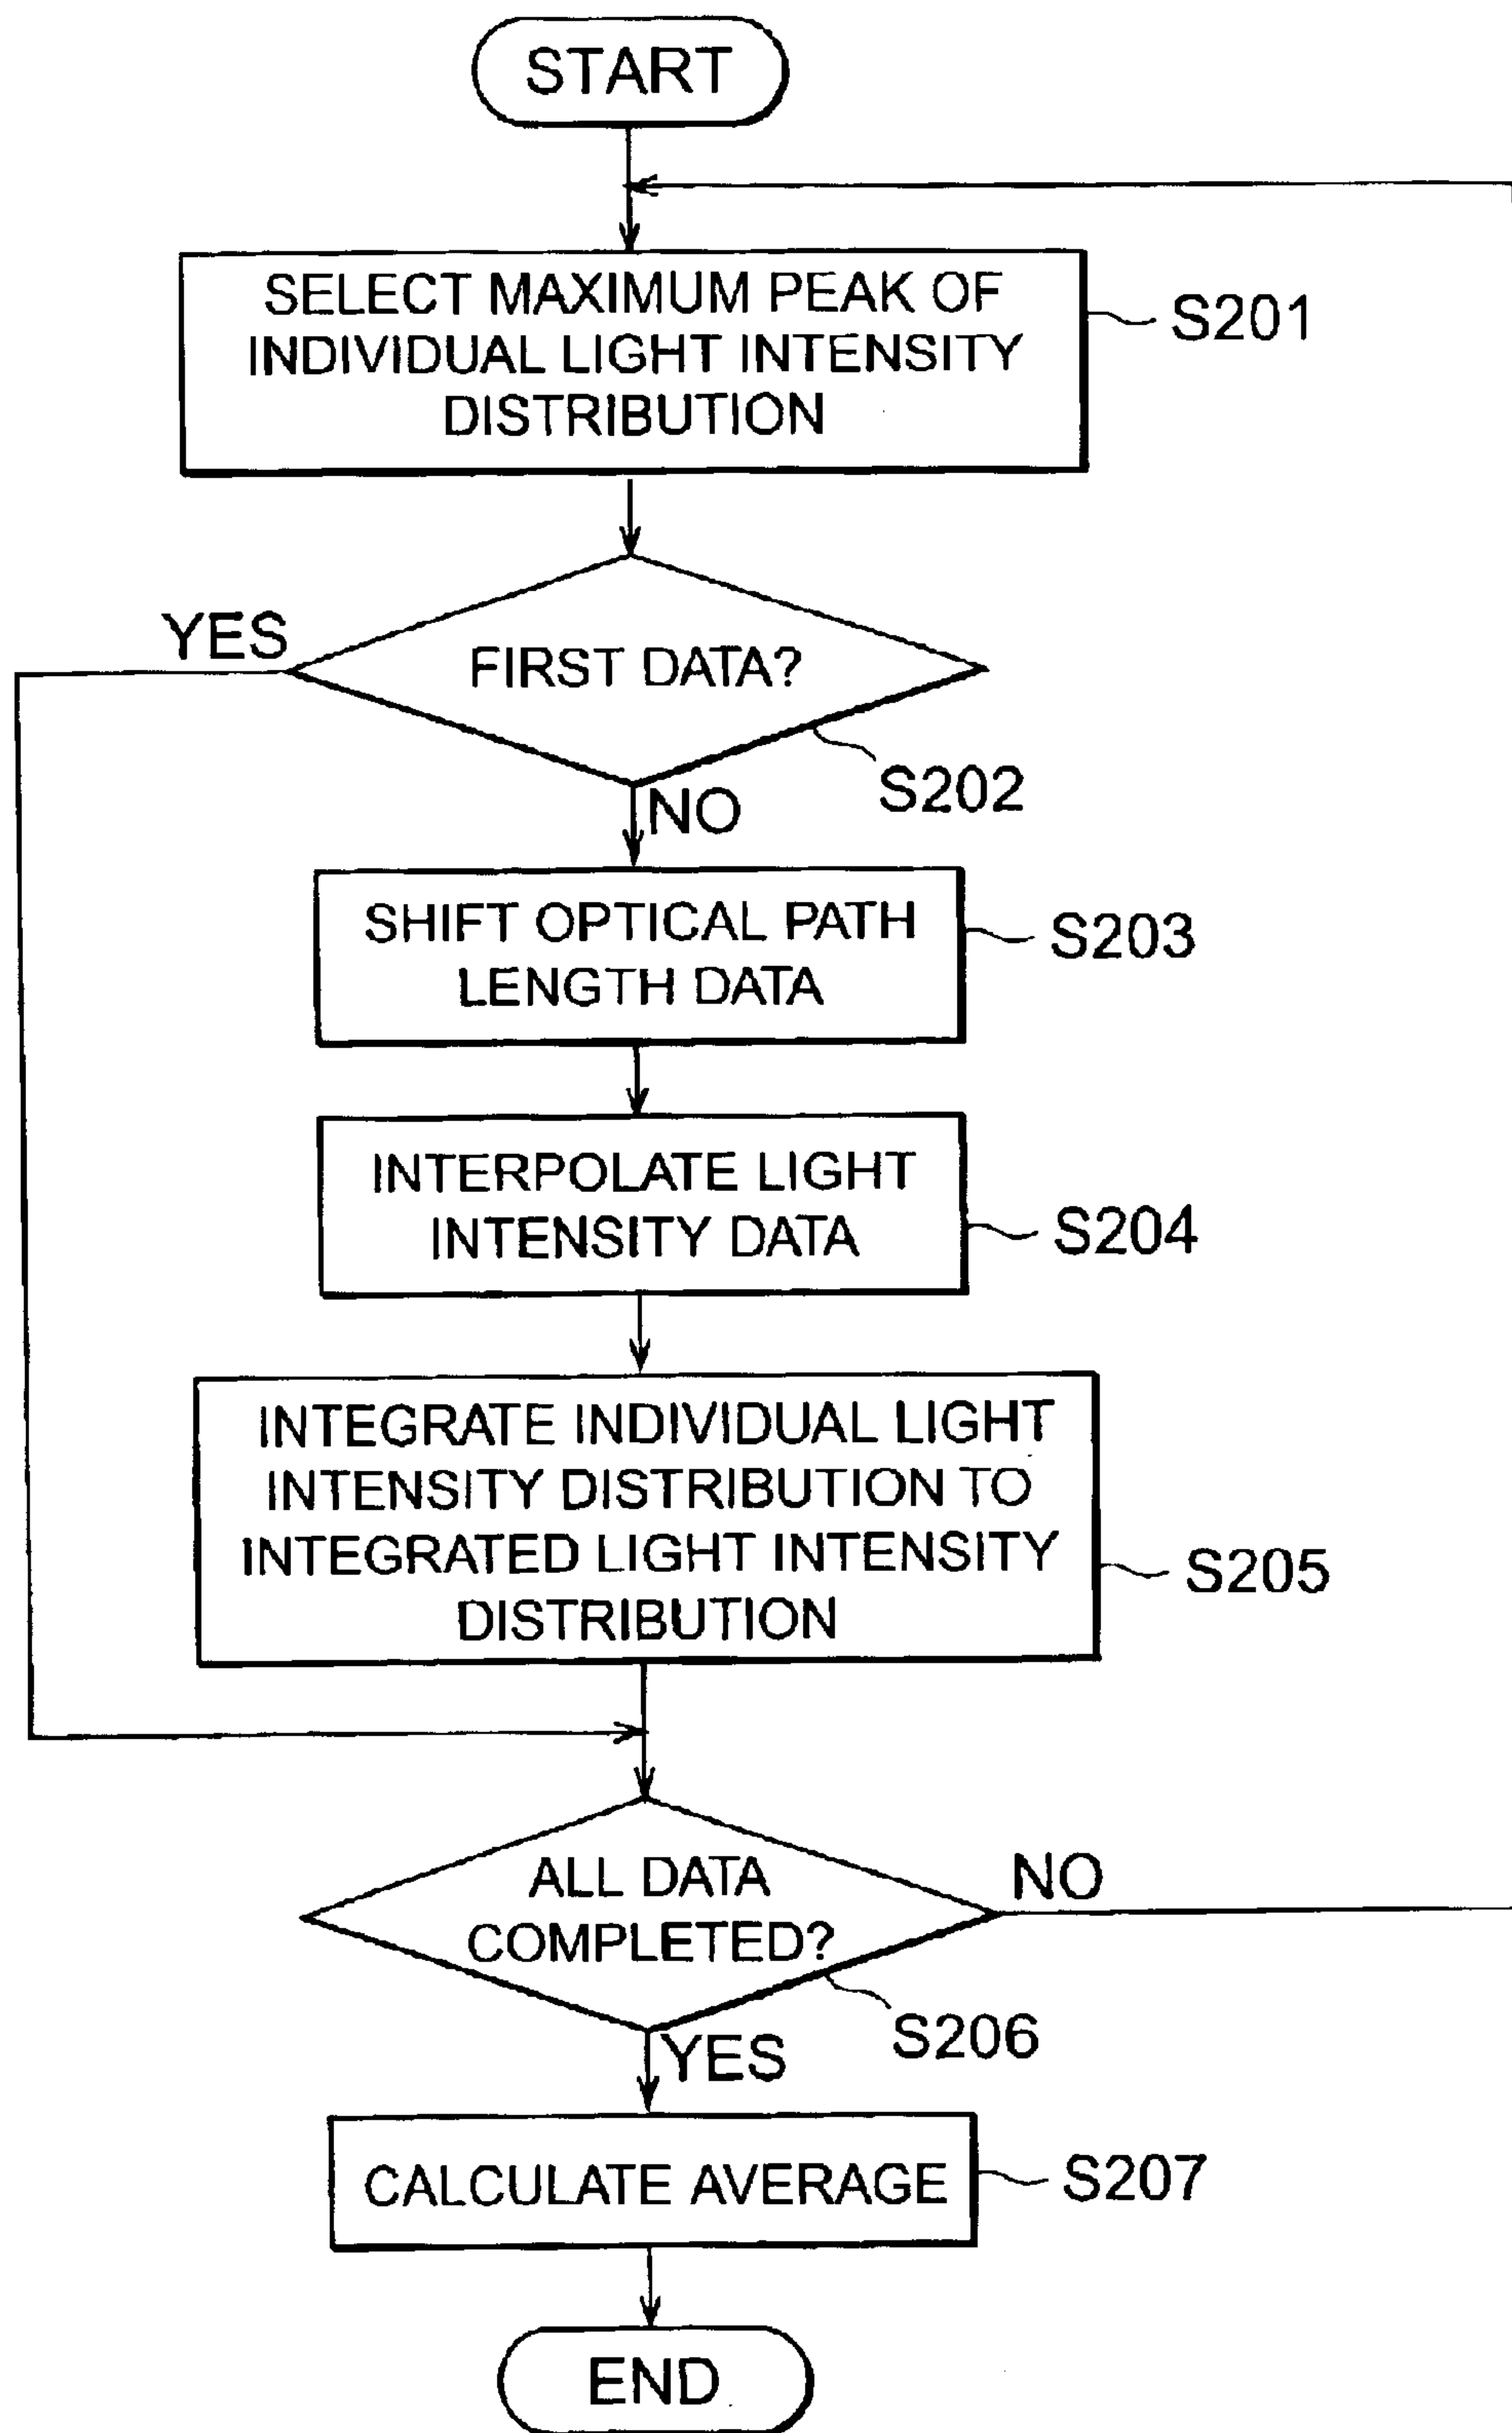 START
SELECT MAXIMUM PEAK OF
INDIVIDUAL LIGHT INTENSITY
DISTRIBUTION
S201
YES
FIRST DATA?
S202
NO
SHIFT OPTICAL PATH
LENGTH DATA
S203
INTERPOLATE LIGHT
INTENSITY DATA
S204
INTEGRATE INDIVIDUAL LIGHT
INTENSITY DISTRIBUTION TO
INTEGRATED LIGHT INTENSITY
DISTRIBUTION
S205
ALL DATA
COMPLETED?
NO
S206
YES
CALCULATE AVERAGE
S207
END